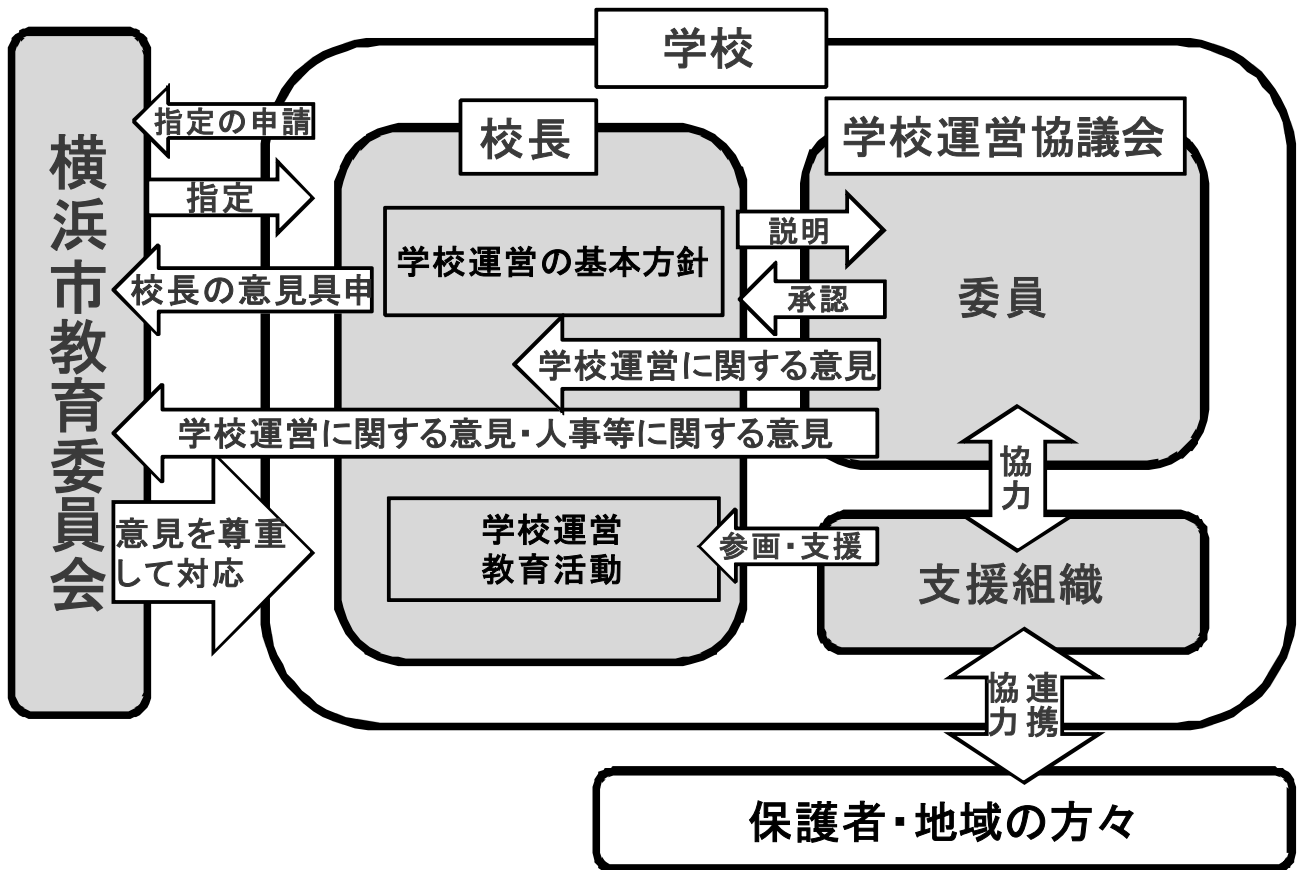 学校
横浜市教育委員会
指定の申請
指定
校長の意見具申
校長
学校運営の基本方針
学校運営協議会
説明
承認
委員
学校運営に関する意見
学校運営に関する意見・人事等に関する意見
意見を尊重
して対応
学校運営
教育活動
参画・支援
協力
支援組織
連携
協力
保護者・地域の方々